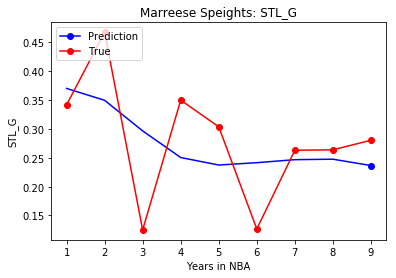 Marreese Speights: STL_G
Prediction
True
0.45
0.40
0.35
0.30
0.25
0.20
0.15
STL_G
1 2 3 4 5 6 7 8 9
Years in NBA